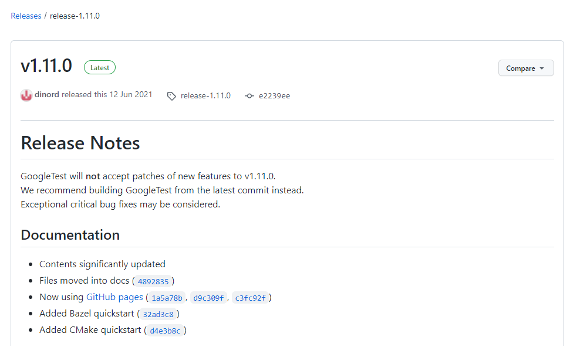 Releases / release-1.11.0
v1.11.0 Latest
Compare
dinord released this 12 Jun 2021 release-1.11.0 e2239ee
Release Notes
GoogleTest will not accept patches of new features to v1.11.0.
We recommend building GoogleTest from the latest commit instead.
Exceptional critical bug fixes may be considered.
Documentation
• Contents significantly updated
• Files moved into docs ( 4892835 )
• Now using GitHub pages ( 1a5a78b , d9c309f , c3fc92f )
• Added Bazel quickstart ( 32ad3c8 )
• Added CMake quickstart ( d4e3b8c )